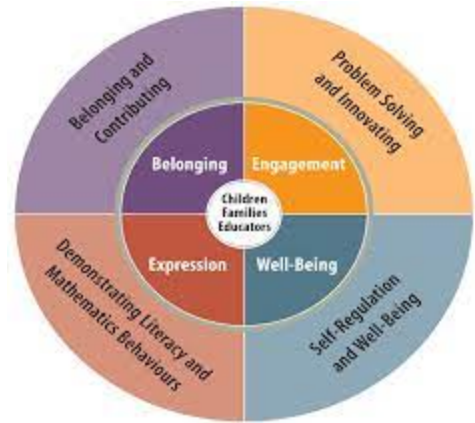 Belonging and
Contributing
Problem Solving
and Innovating
Belonging
Engagement
Children
Families
Educators
Expression
Well-Being
Demonstrating Literacy and
Mathematics Behaviours
Self-Regulation
and Well-Being